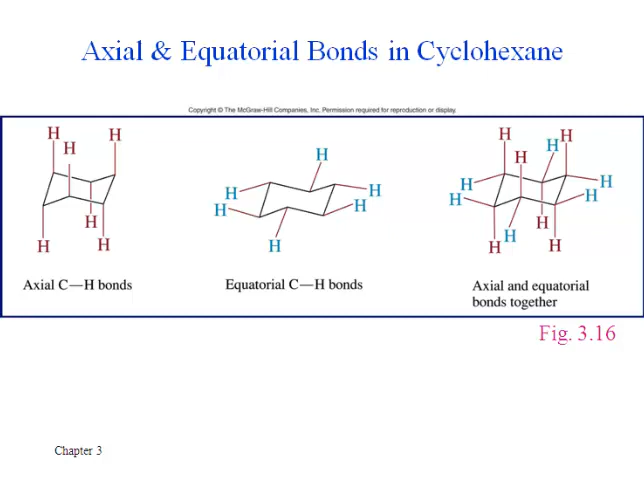 Axial & Equatorial Bonds in Cyclohexane
Copyright © The McGraw-Hill Companies, Inc. Permission required for reproduction or display.
H H H
H
H H
H
H
H
H
H
H
H H
H
H
H
H
H
H
H
H
H
H
Axial C—H bonds
Equatorial C—H bonds
Axial and equatorial
bonds together
Fig. 3.16
Chapter 3